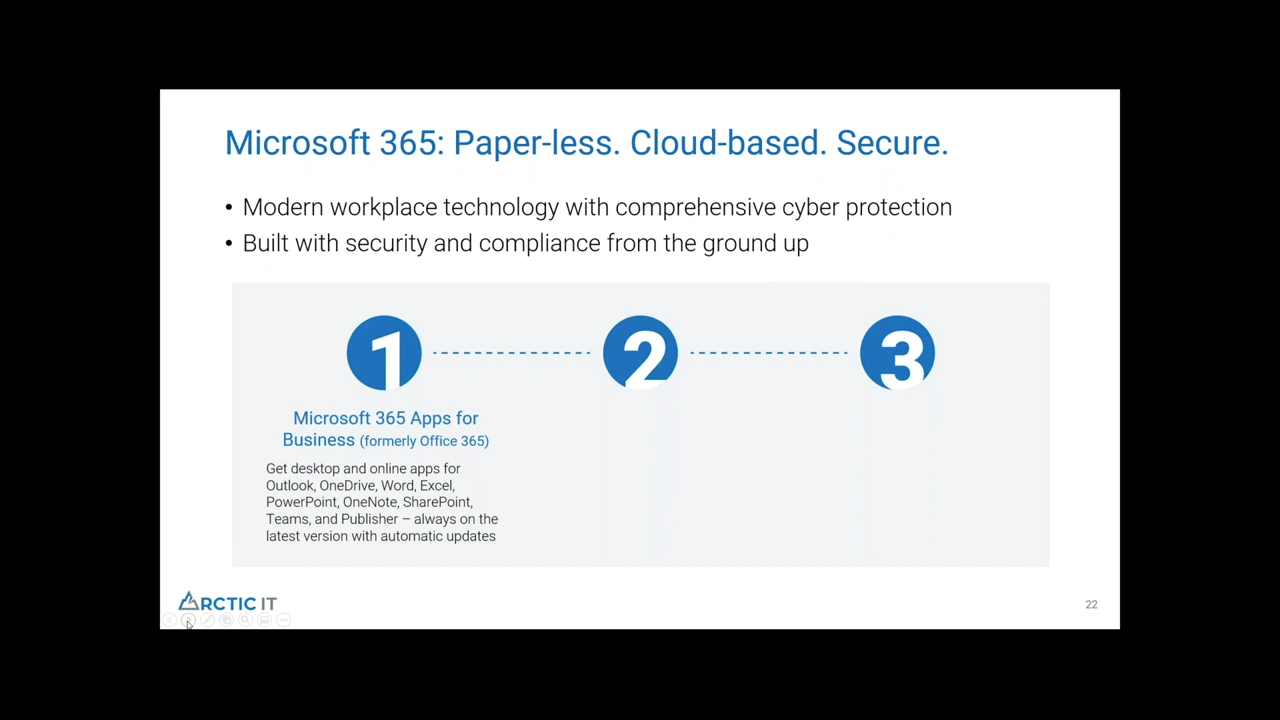 Microsoft 365: Paper-less. Cloud-based. Secure.
• Modern workplace technology with comprehensive cyber protection
• Built with security and compliance from the ground up
1
2
3
Microsoft 365 Apps for
Business (formerly Office 365)
Get desktop and online apps for
Outlook, OneDrive, Word, Excel,
PowerPoint, OneNote, SharePoint,
Teams, and Publisher – always on the
latest version with automatic updates
ARCTIC IT
22